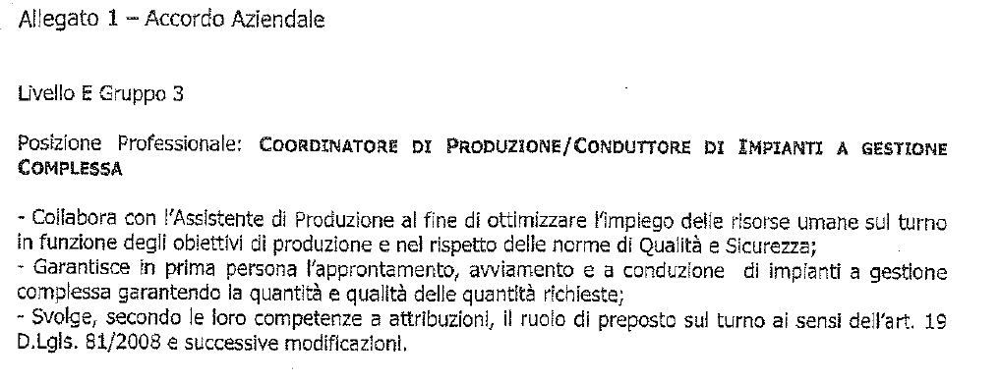 Allegato 1 – Accordo Aziendale
Livello E Gruppo 3
Posizione Professionale: COORDINATORE DI PRODUZIONE/CONDUTTORE DI IMPIANTI A GESTIONE
COMPLESSA
- Collabora con l'Assistente di Produzione al fine di ottimizzare l'impiego delle risorse umane sul turno
in funzione degli obiettivi di produzione e nel rispetto delle norme di Qualità e Sicurezza;
- Garantisce in prima persona l'approntamento, avviamento e a conduzione di impianti a gestione
complessa garantendo la quantità e qualità delle quantità richieste;
- Svolge, secondo le loro competenze a attribuzioni, il ruolo di preposto sul turno ai sensi dell'art. 19
D.Lgls. 81/2008 e successive modificazioni.